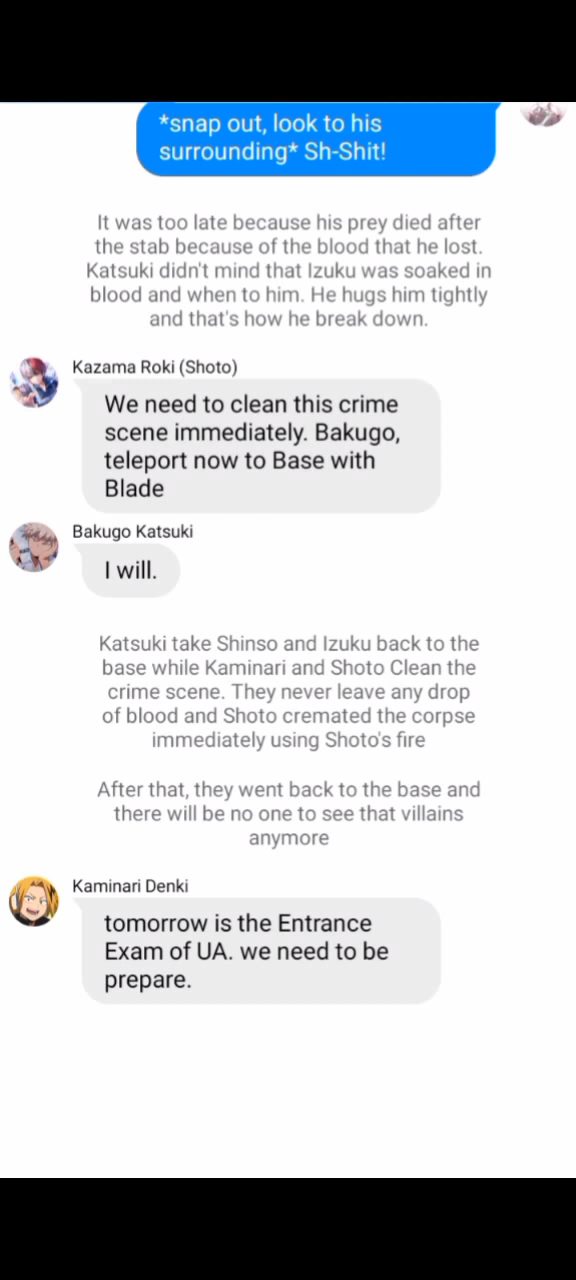 *snap out, look to his
surrounding* Sh-Shit!
It was too late because his prey died after
the stab because of the blood that he lost.
Katsuki didn't mind that Izuku was soaked in
blood and when to him. He hugs him tightly
and that's how he break down.
Kazama Roki (Shoto)
We need to clean this crime
scene immediately. Bakugo,
teleport now to Base with
Blade
Bakugo Katsuki
I will.
Katsuki take Shinso and Izuku back to the
base while Kaminari and Shoto Clean the
crime scene. They never leave any drop
of blood and Shoto cremated the corpse
immediately using Shoto's fire
After that, they went back to the base and
there will be no one to see that villains
anymore
Kaminari Denki
tomorrow is the Entrance
Exam of UA. we need to be
prepare.